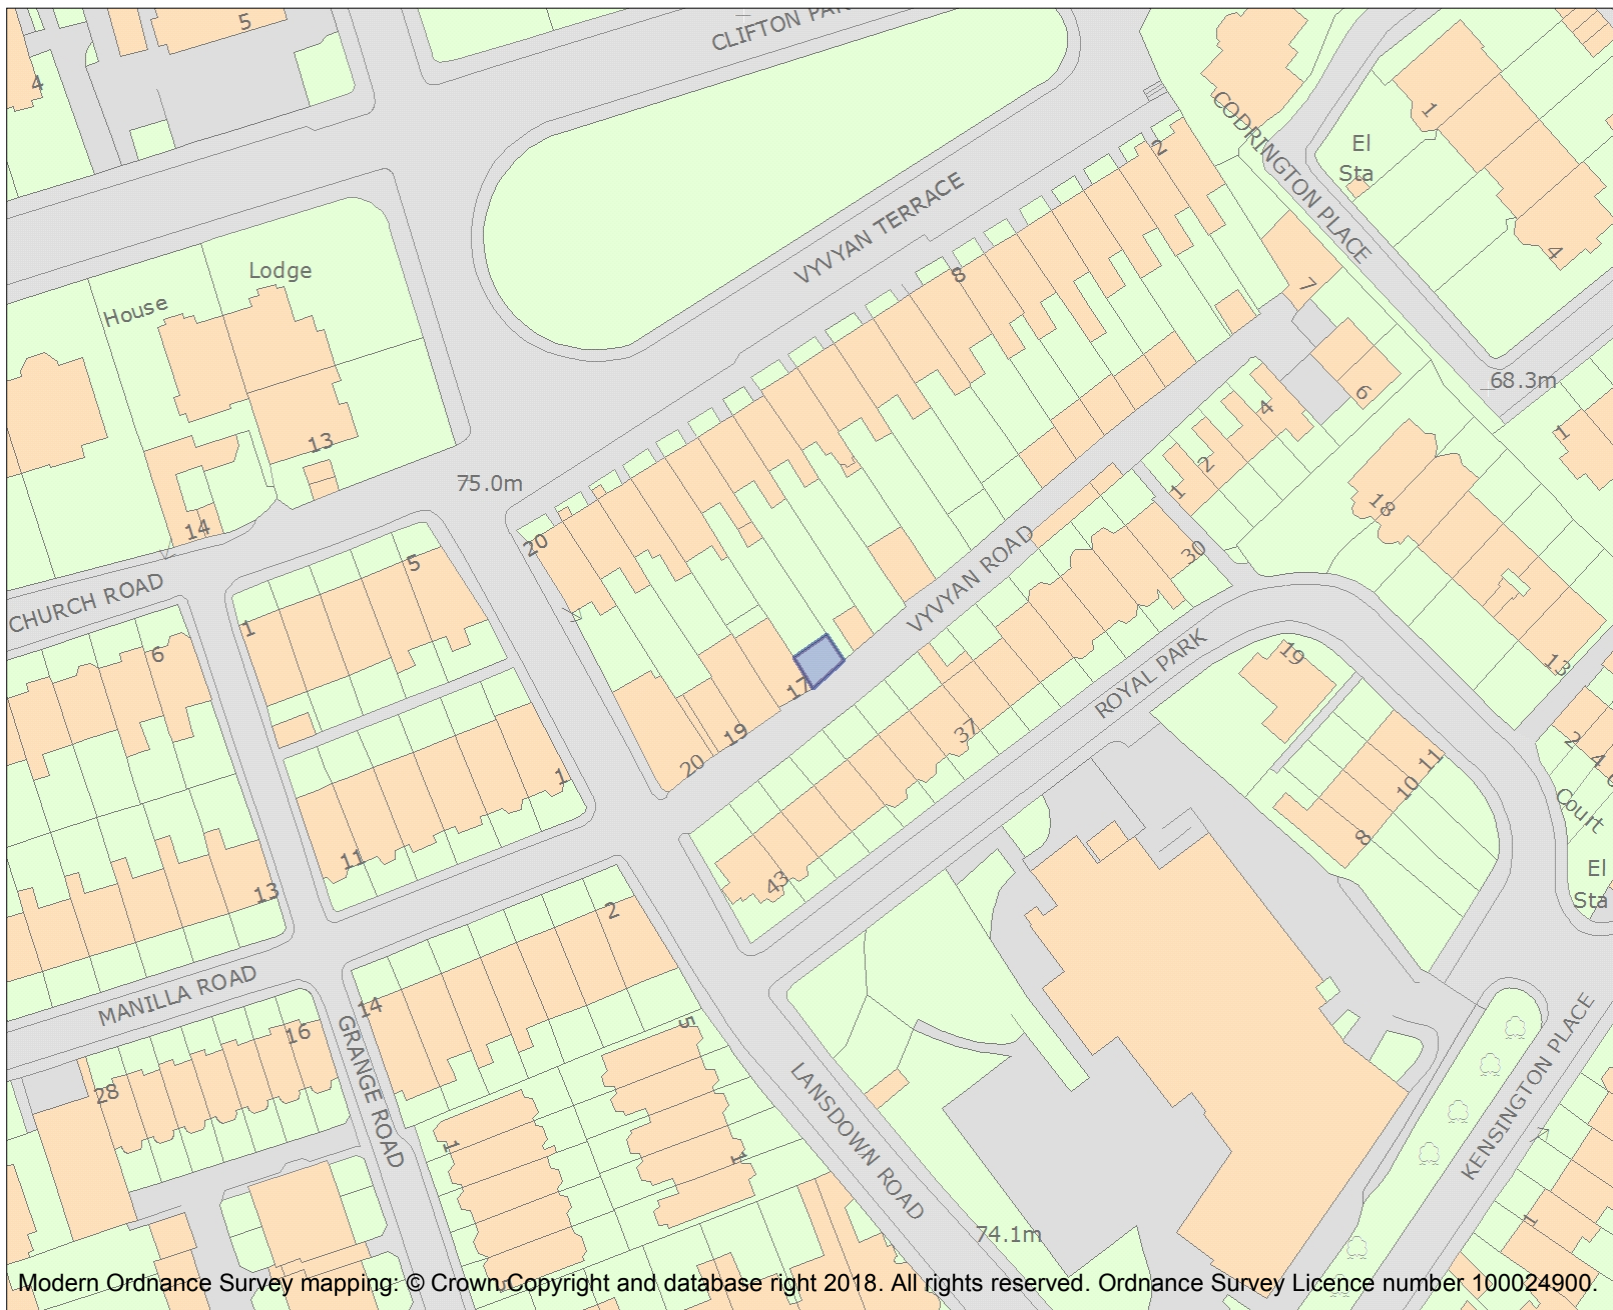 5
CLIFTON PAR
4
CODRINGTON PLACE
1
El
Sta
2
VYVYAN TERRACE
4
Lodge
House
8
7
68.3m
6
4
1
13
2
75.0m
1
18
14
20
5
30
VYVYAN ROAD
CHURCH ROAD
1
6
19
ROYAL PARK
13
17
19
37
20
2
4
6
11
10
8
Court
1
11
43
El
Sta
13
2
MANILLA ROAD
14
16
GRANGE ROAD
5
28
1
1
LANSDOWN ROAD
KENSINGTON PLACE
74.1m
1
5
Modern Ordnance Survey mapping: © Crown Copyright and database right 2018. All rights reserved. Ordnance Survey Licence number 100024900.